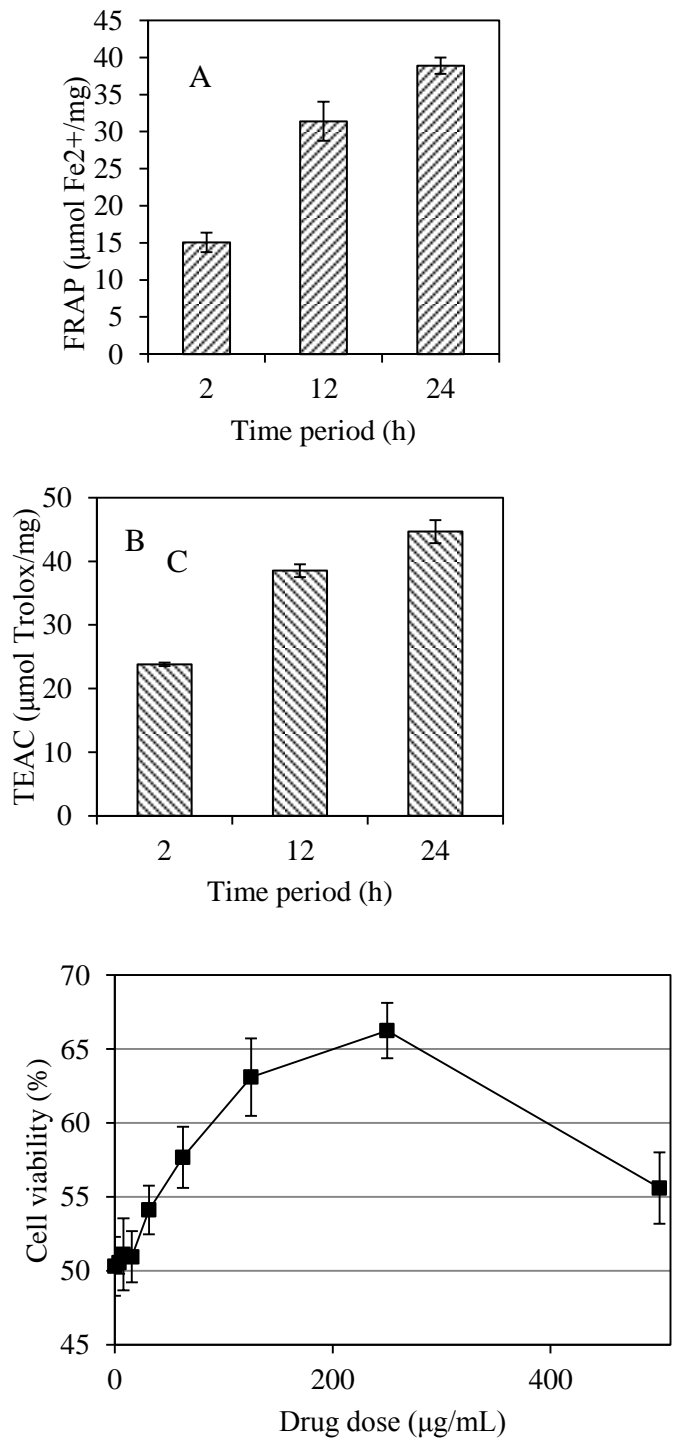 45
40
35
30
25
20
15
10
5
0
FRAP (μmol Fe2+/mg)
A
2 12 24
Time period (h)
50
40
30
20
10
0
TEAC (μmol Trolox/mg)
B
C
2 12 24
Time period (h)
70
65
60
55
50
45
Cell viability (%)
0 200 400
Drug dose (μg/mL)